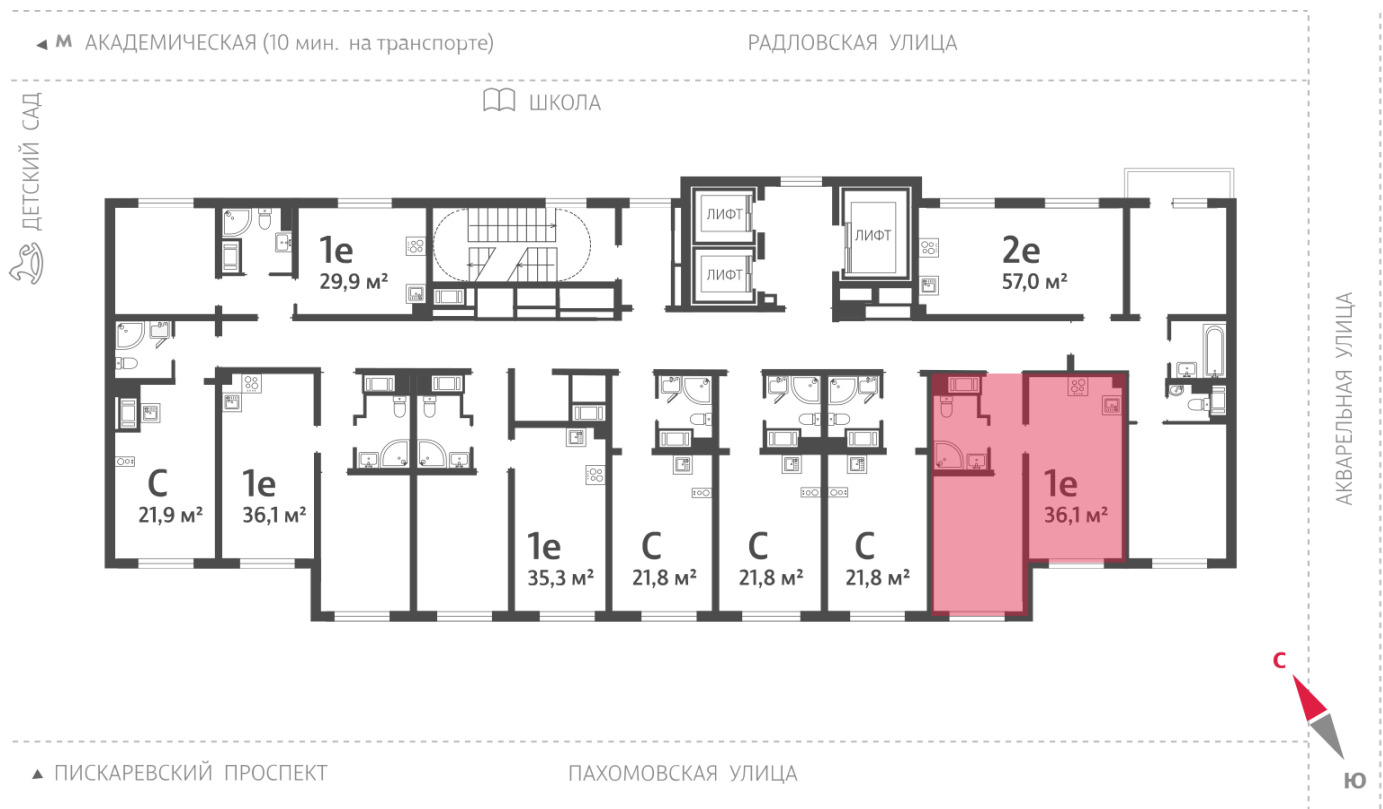 М АКАДЕМИЧЕСКАЯ (10 мин. на транспорте)
РАДЛОВСКАЯ УЛИЦА
ШКОЛА
ДЕТСКИЙ САД
ЛИФТ
ЛИФТ
ЛИФТ
1е
29,9 м²
2е
57,0 м²
АКВАРЕЛЬНАЯ УЛИЦА
С
21,9 м²
1е
36,1 м²
1е
35,3 м²
С
21,8 м²
С
21,8 м²
С
21,8 м²
1е
36,1 м²
С
Ю
ПИСКАРЕВСКИЙ ПРОСПЕКТ
ПАХОМОВСКАЯ УЛИЦА